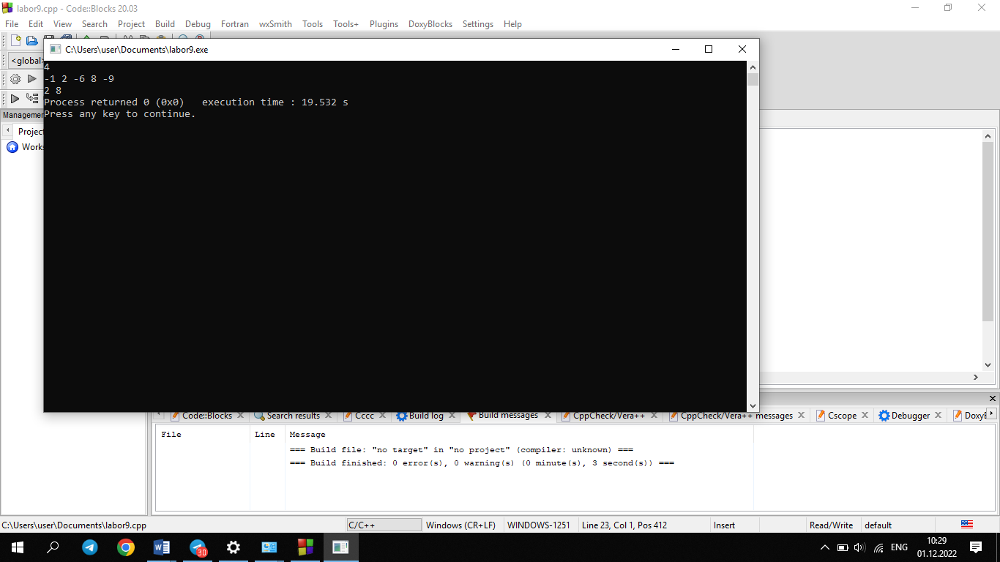 labor9.cpp - Code::Blocks 20.03
File Edit View Search Project Build Debug Fortran wxSmith Tools Tools+ Plugins DoxyBlocks Settings Help
C:\Users\user\Documents\labor9.exe
<global>
4
-1 2 -6 8 -9
2 8
Process returned 0 (0x0)   execution time : 19.532 s
Press any key to continue.
Code::Blocks Search results Cccc Build log Build messages CppCheck/Vera++ CppCheck/Vera++ messages Cscope Debugger
File Line Message
=== Build file: "no target" in "no project" (compiler: unknown) ===
=== Build finished: 0 error(s), 0 warning(s) (0 minute(s), 3 second(s)) ===
C:\Users\user\Documents\labor9.cpp C/C++ Windows (CR+LF) WINDOWS-1251 Line 23, Col 1, Pos 412 Insert Read/Write default
30 ENG 10:29
01.12.2022